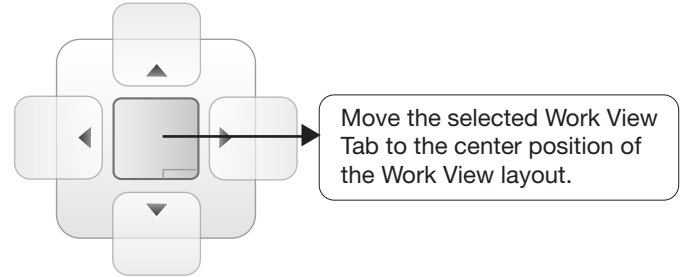 Move the selected Work View
Tab to the center position of
the Work View layout.